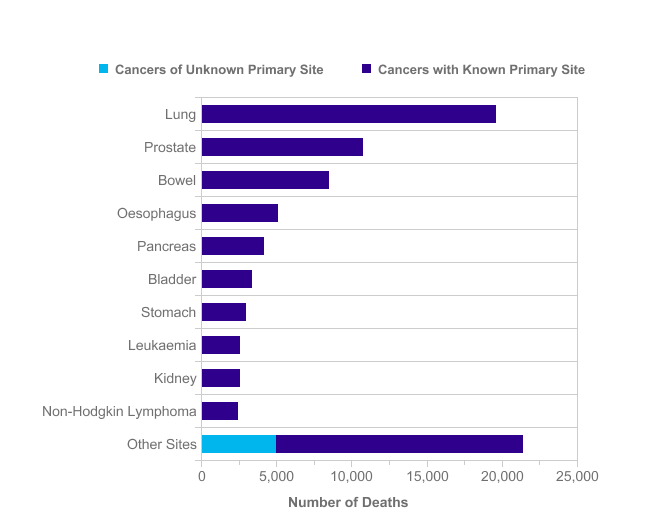 Cancers of Unknown Primary Site Cancers with Known Primary Site
Lung
Prostate
Bowel
Oesophagus
Pancreas
Bladder
Stomach
Leukaemia
Kidney
Non-Hodgkin Lymphoma
Other Sites
0 5,000 10,000 15,000 20,000 25,000
Number of Deaths